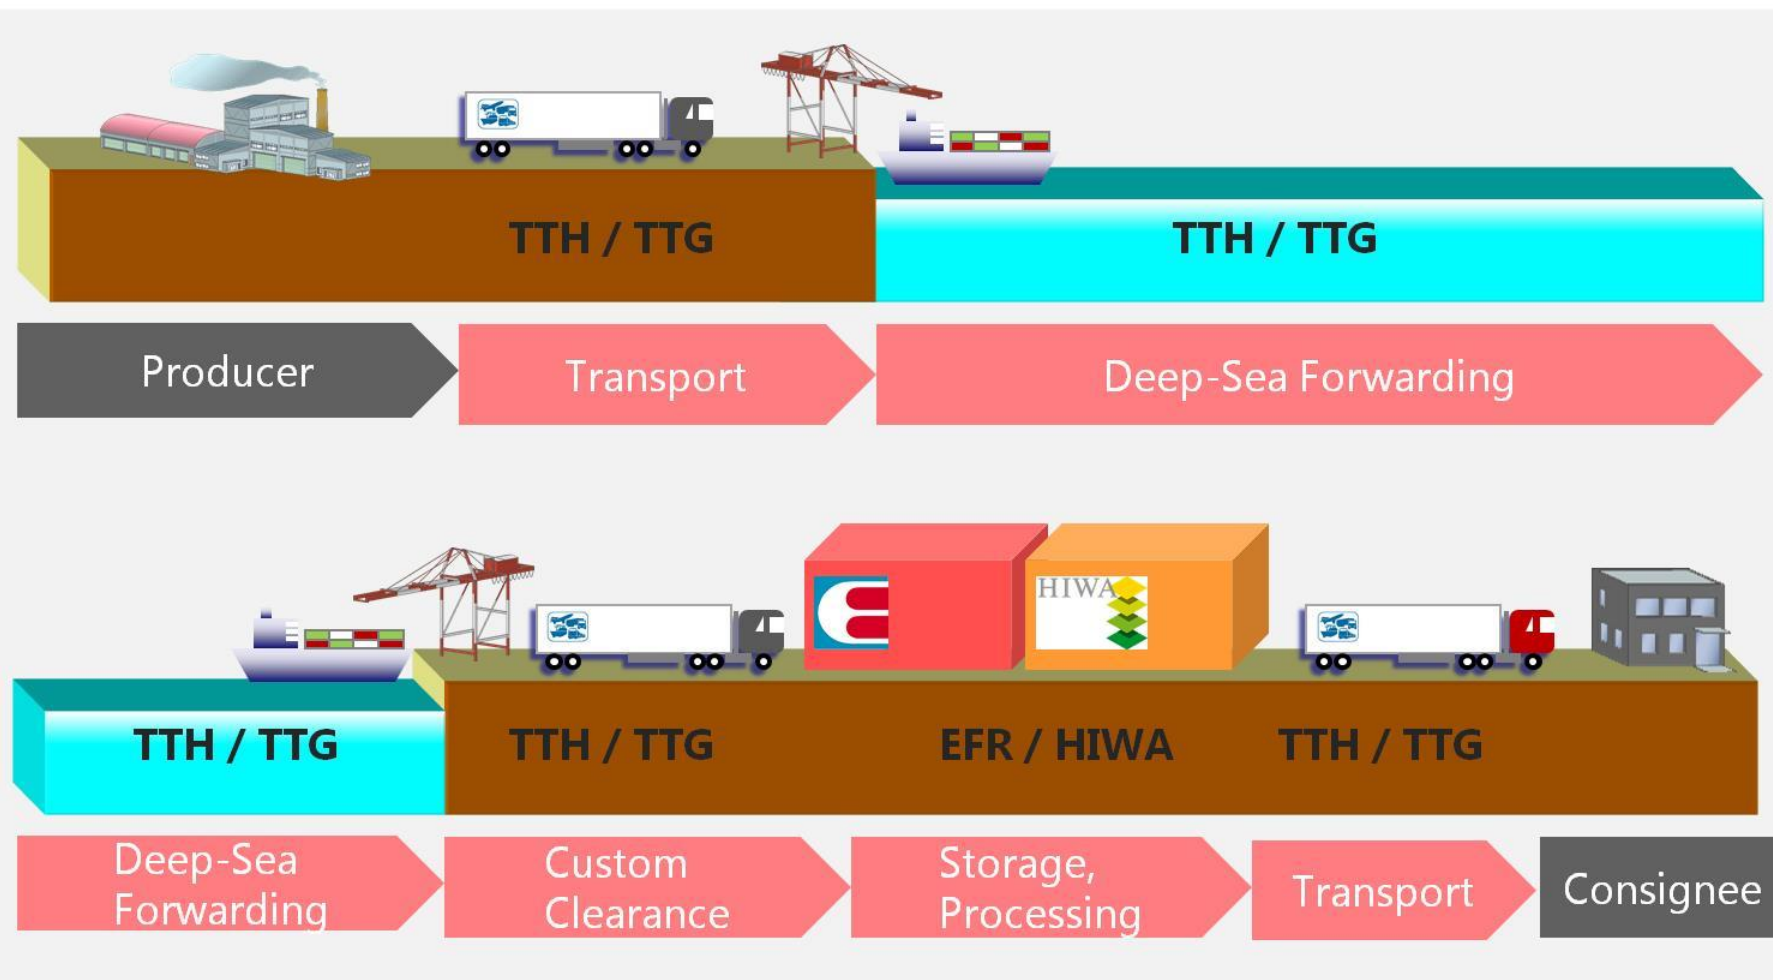 TTH / TTG
TTH / TTG
Producer
Transport
Deep-Sea Forwarding
HIWA
TTH / TTG
TTH / TTG
EFR / HIWA
TTH / TTG
Deep-Sea
Forwarding
Custom
Clearance
Storage,
Processing
Transport
Consignee